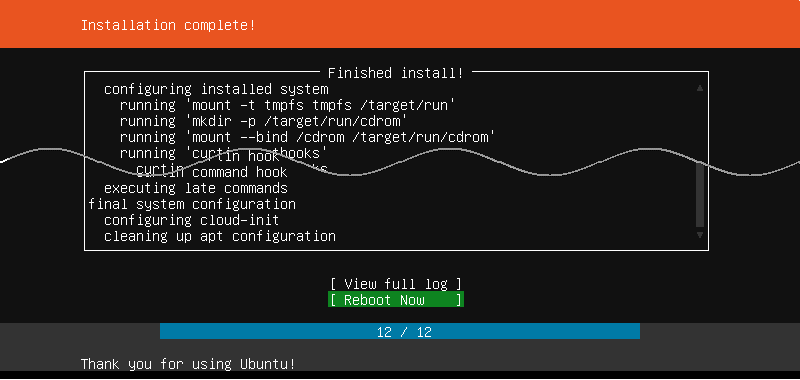 Installation complete!
Finished install!
configuring installed system
running 'mount -t tmpfs tmpfs /target/run'
running 'mkdir -p /target/run/cdrom'
running 'mount --bind /cdrom /target/run/cdrom'
running 'curtin hook
curtin command hook
executing late commands
final system configuration
configuring cloud-init
cleaning up apt configuration
[ View full log ]
[ Reboot Now ]
12 / 12
Thank you for using Ubuntu!